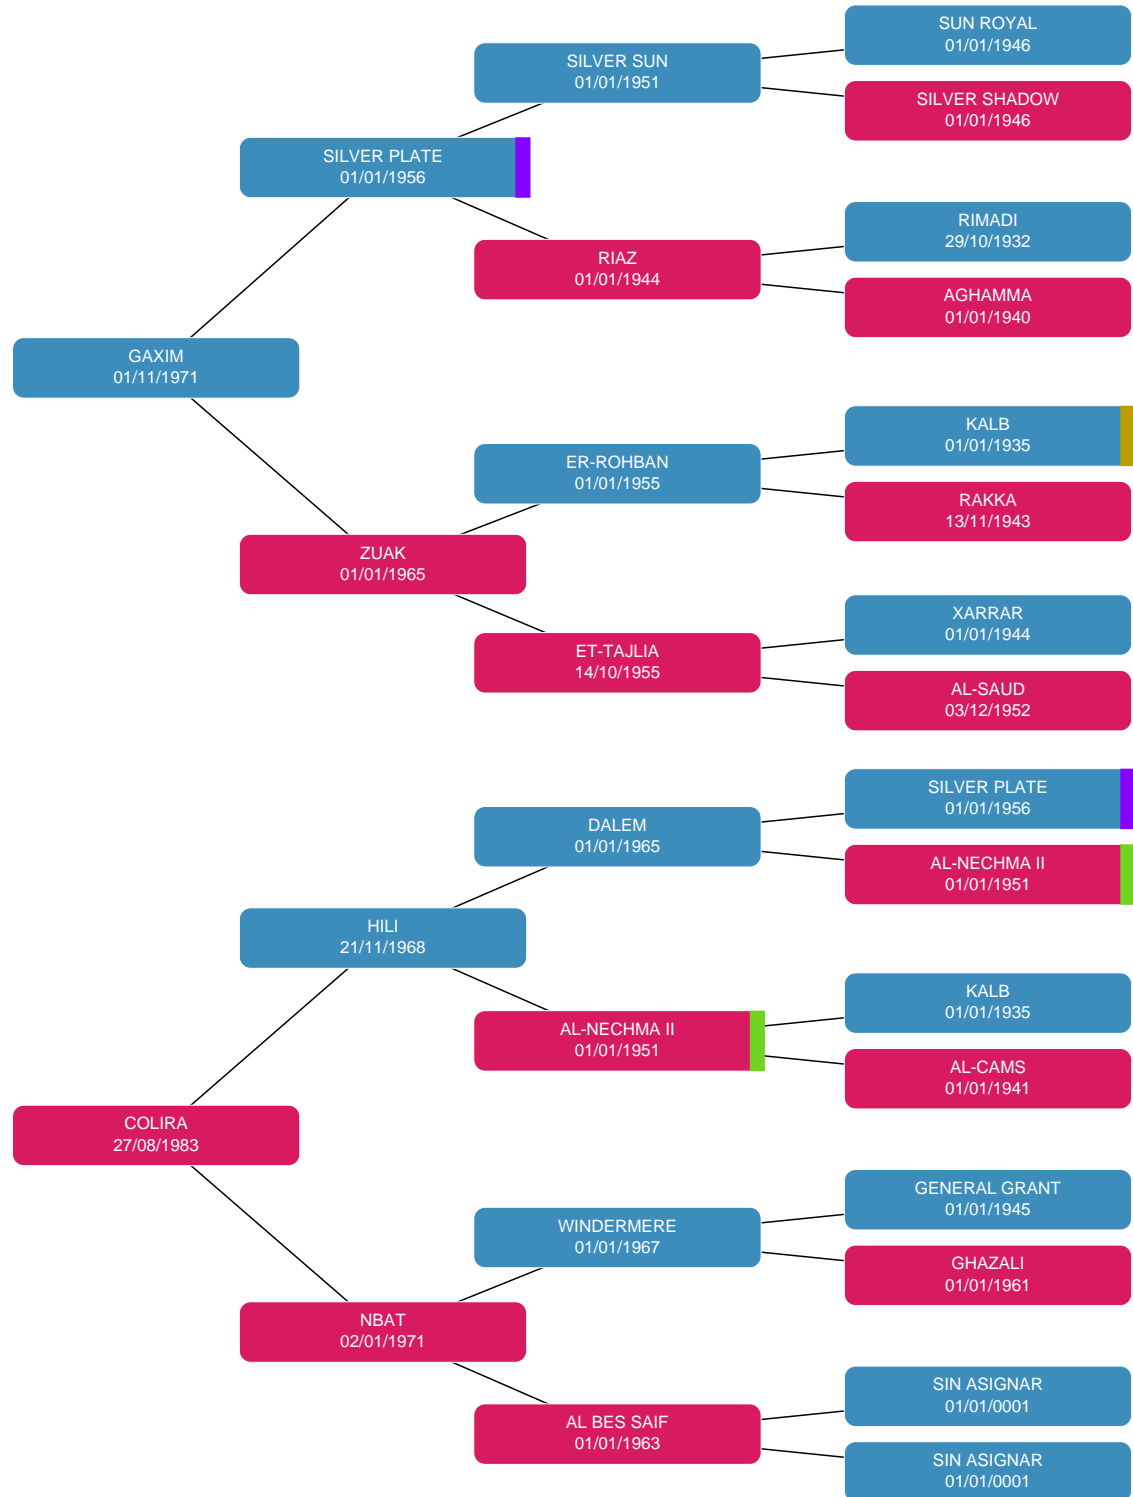 SUN ROYAL
01/01/1946
SILVER SUN
01/01/1951
SILVER SHADOW
01/01/1946
SILVER PLATE
01/01/1956
RIMADI
29/10/1932
RIAZ
01/01/1944
AGHAMMA
01/01/1940
GAXIM
01/11/1971
KALB
01/01/1935
ER-ROHBAN
01/01/1955
RAKKA
13/11/1943
ZUAK
01/01/1965
XARRAR
01/01/1944
ET-TAJLIA
14/10/1955
AL-SAUD
03/12/1952
SILVER PLATE
01/01/1956
DALEM
01/01/1965
AL-NECHMA II
01/01/1951
HILI
21/11/1968
KALB
01/01/1935
AL-NECHMA II
01/01/1951
AL-CAMS
01/01/1941
COLIRA
27/08/1983
GENERAL GRANT
01/01/1945
WINDERMERE
01/01/1967
GHAZALI
01/01/1961
NBAT
02/01/1971
SIN ASIGNAR
01/01/0001
AL BES SAIF
01/01/1963
SIN ASIGNAR
01/01/0001